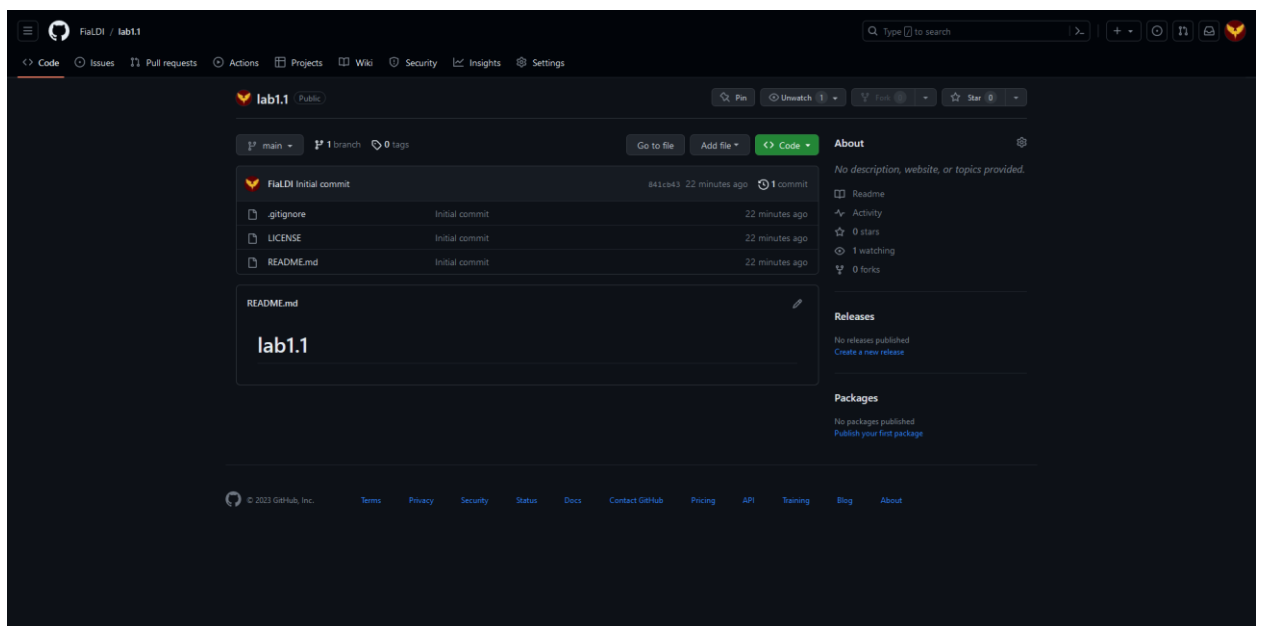 FiaLDI / lab1.1 Type / to search
Code Issues Pull requests Actions Projects Wiki Security Insights Settings
lab1.1 Public Pin Unwatch 1 Fork Star 0
main 1 branch 0 tags Go to file Add file Code
FiaLDI Initial commit 841cb43 22 minutes ago 1 commit
.gitignore Initial commit 22 minutes ago
LICENSE Initial commit 22 minutes ago
README.md Initial commit 22 minutes ago
README.md
lab1.1
About
No description, website, or topics provided.
Readme
Activity
0 stars
1 watching
0 forks
Releases
No releases published
Create a new release
Packages
No packages published
Publish your first package
© 2023 GitHub, Inc. Terms Privacy Security Status Docs Contact GitHub Pricing API Training Blog About